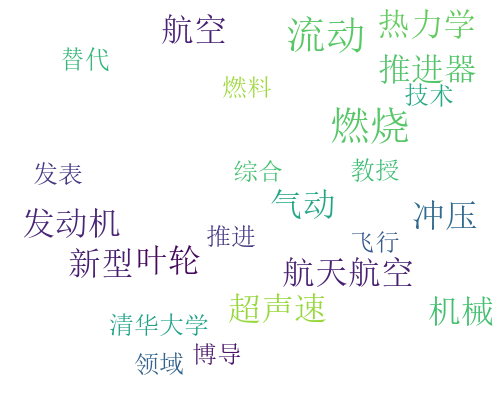 航空
流动
热力学
替代
推进器
燃料
技术
燃烧
发表
综合
教授
气动
发动机
冲压
推进
飞行
新型
叶轮
航天航空
超声速
机械
清华大学
领域
博导